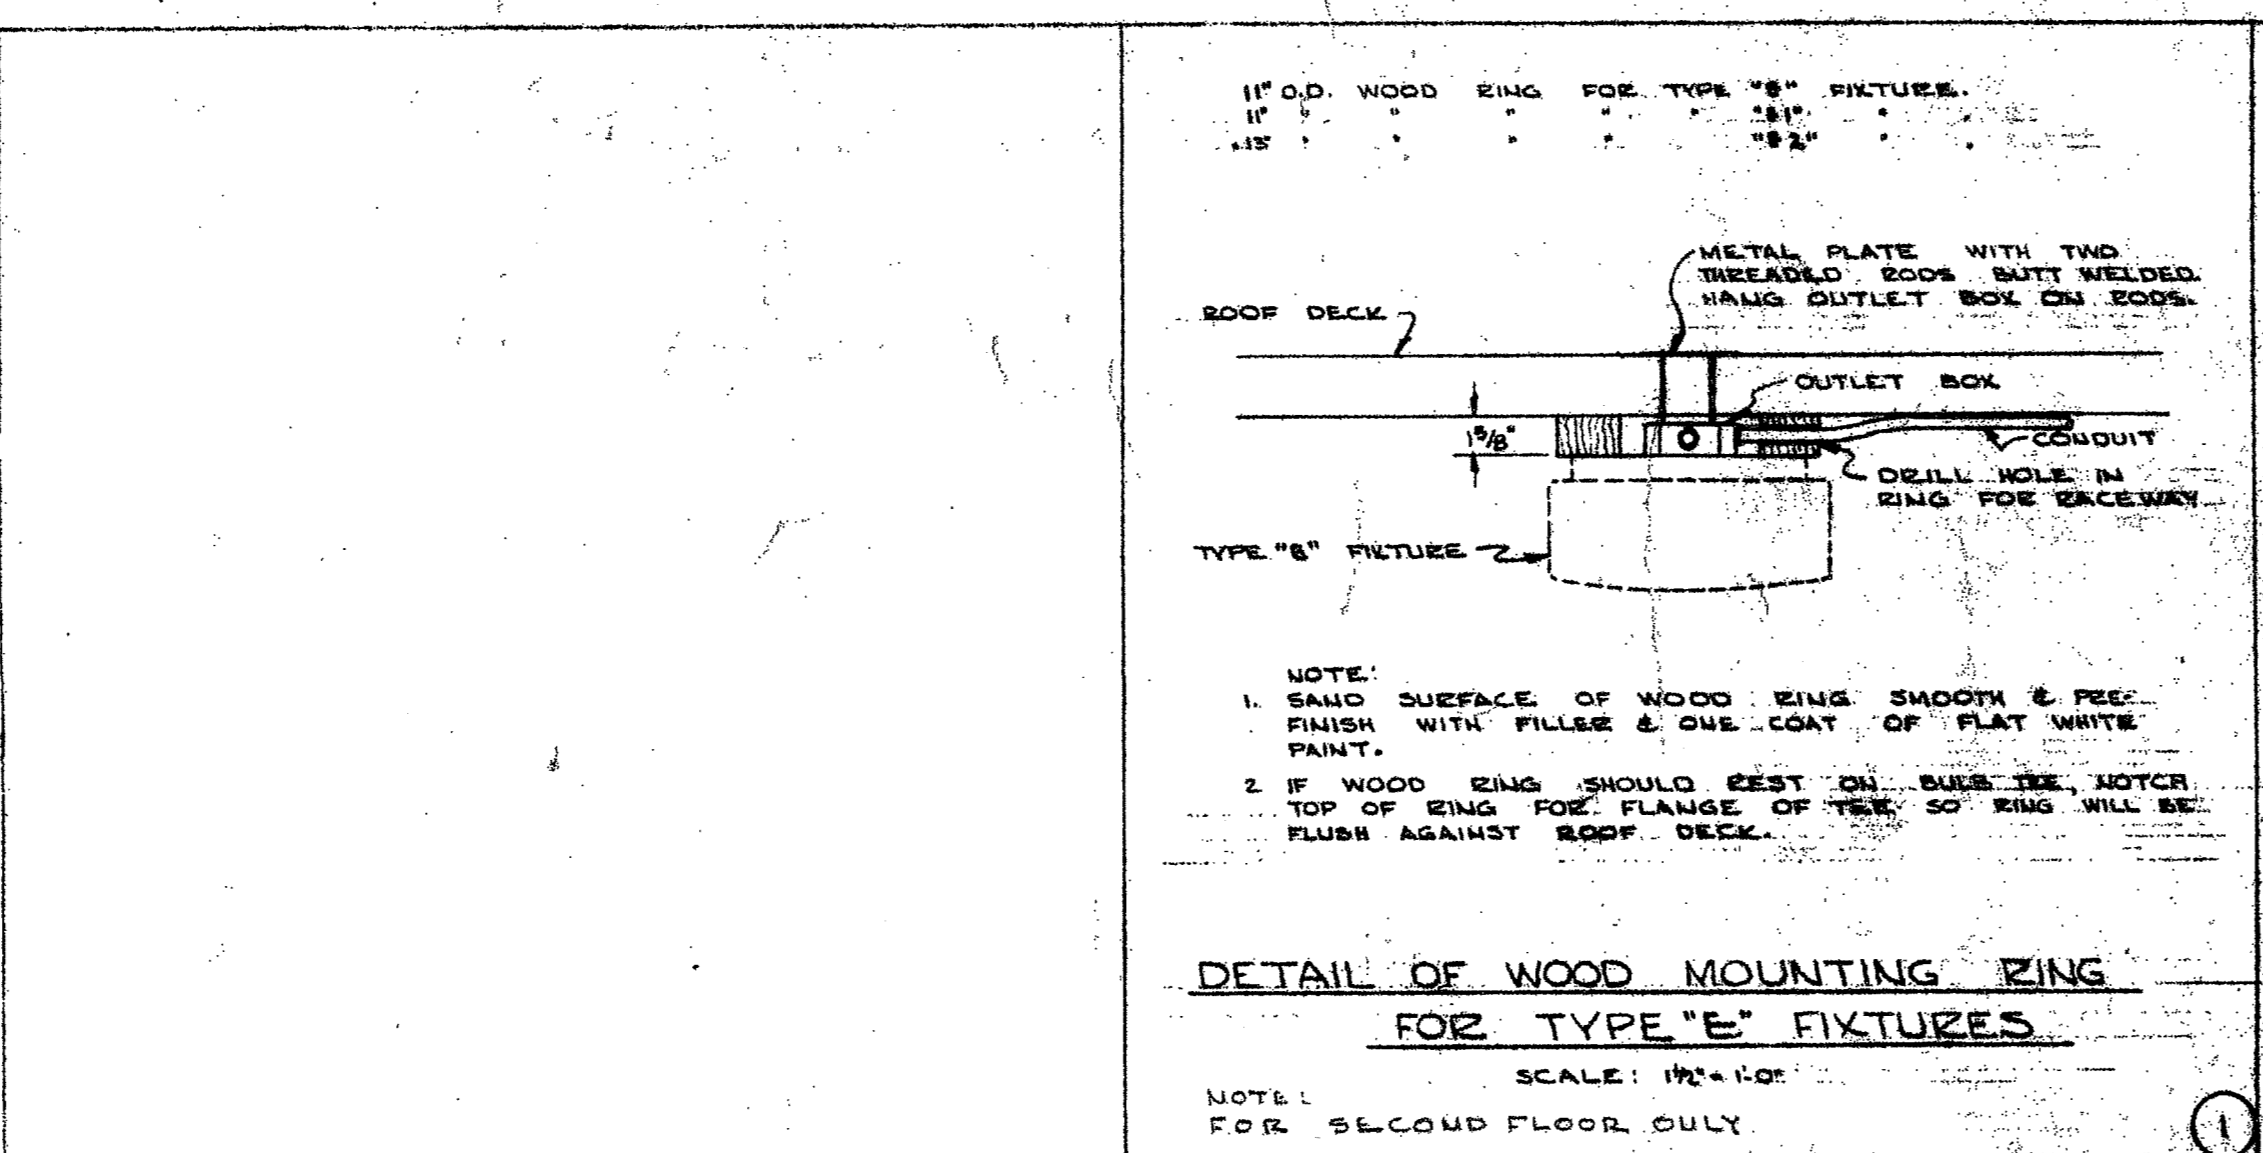 11" O.D. WOOD RING FOR TYPE "B" FIXTURE.
11" " " " " " "B1" " "
13" " " " " "B2" " "
METAL PLATE WITH TWO
THREADED RODS BUTT WELDED.
HANG OUTLET BOX ON RODS.
ROOF DECK
OUTLET BOX
1 5/8"
CONDUIT
DRILL HOLE IN
RING FOR RACEWAY
TYPE "B" FIXTURE
NOTE:
1. SAND SURFACE OF WOOD RING SMOOTH & PRE-
FINISH WITH FILLER & ONE COAT OF FLAT WHITE
PAINT.
2 IF WOOD RING SHOULD REST ON BULB TEE, NOTCH
TOP OF RING FOR FLANGE OF TEE SO RING WILL BE
FLUSH AGAINST ROOF DECK.
DETAIL OF WOOD MOUNTING RING
FOR TYPE " " FIXTURES
SCALE: 1 1/2" = 1'-0"
NOTE:
FOR SECOND FLOOR ONLY
1